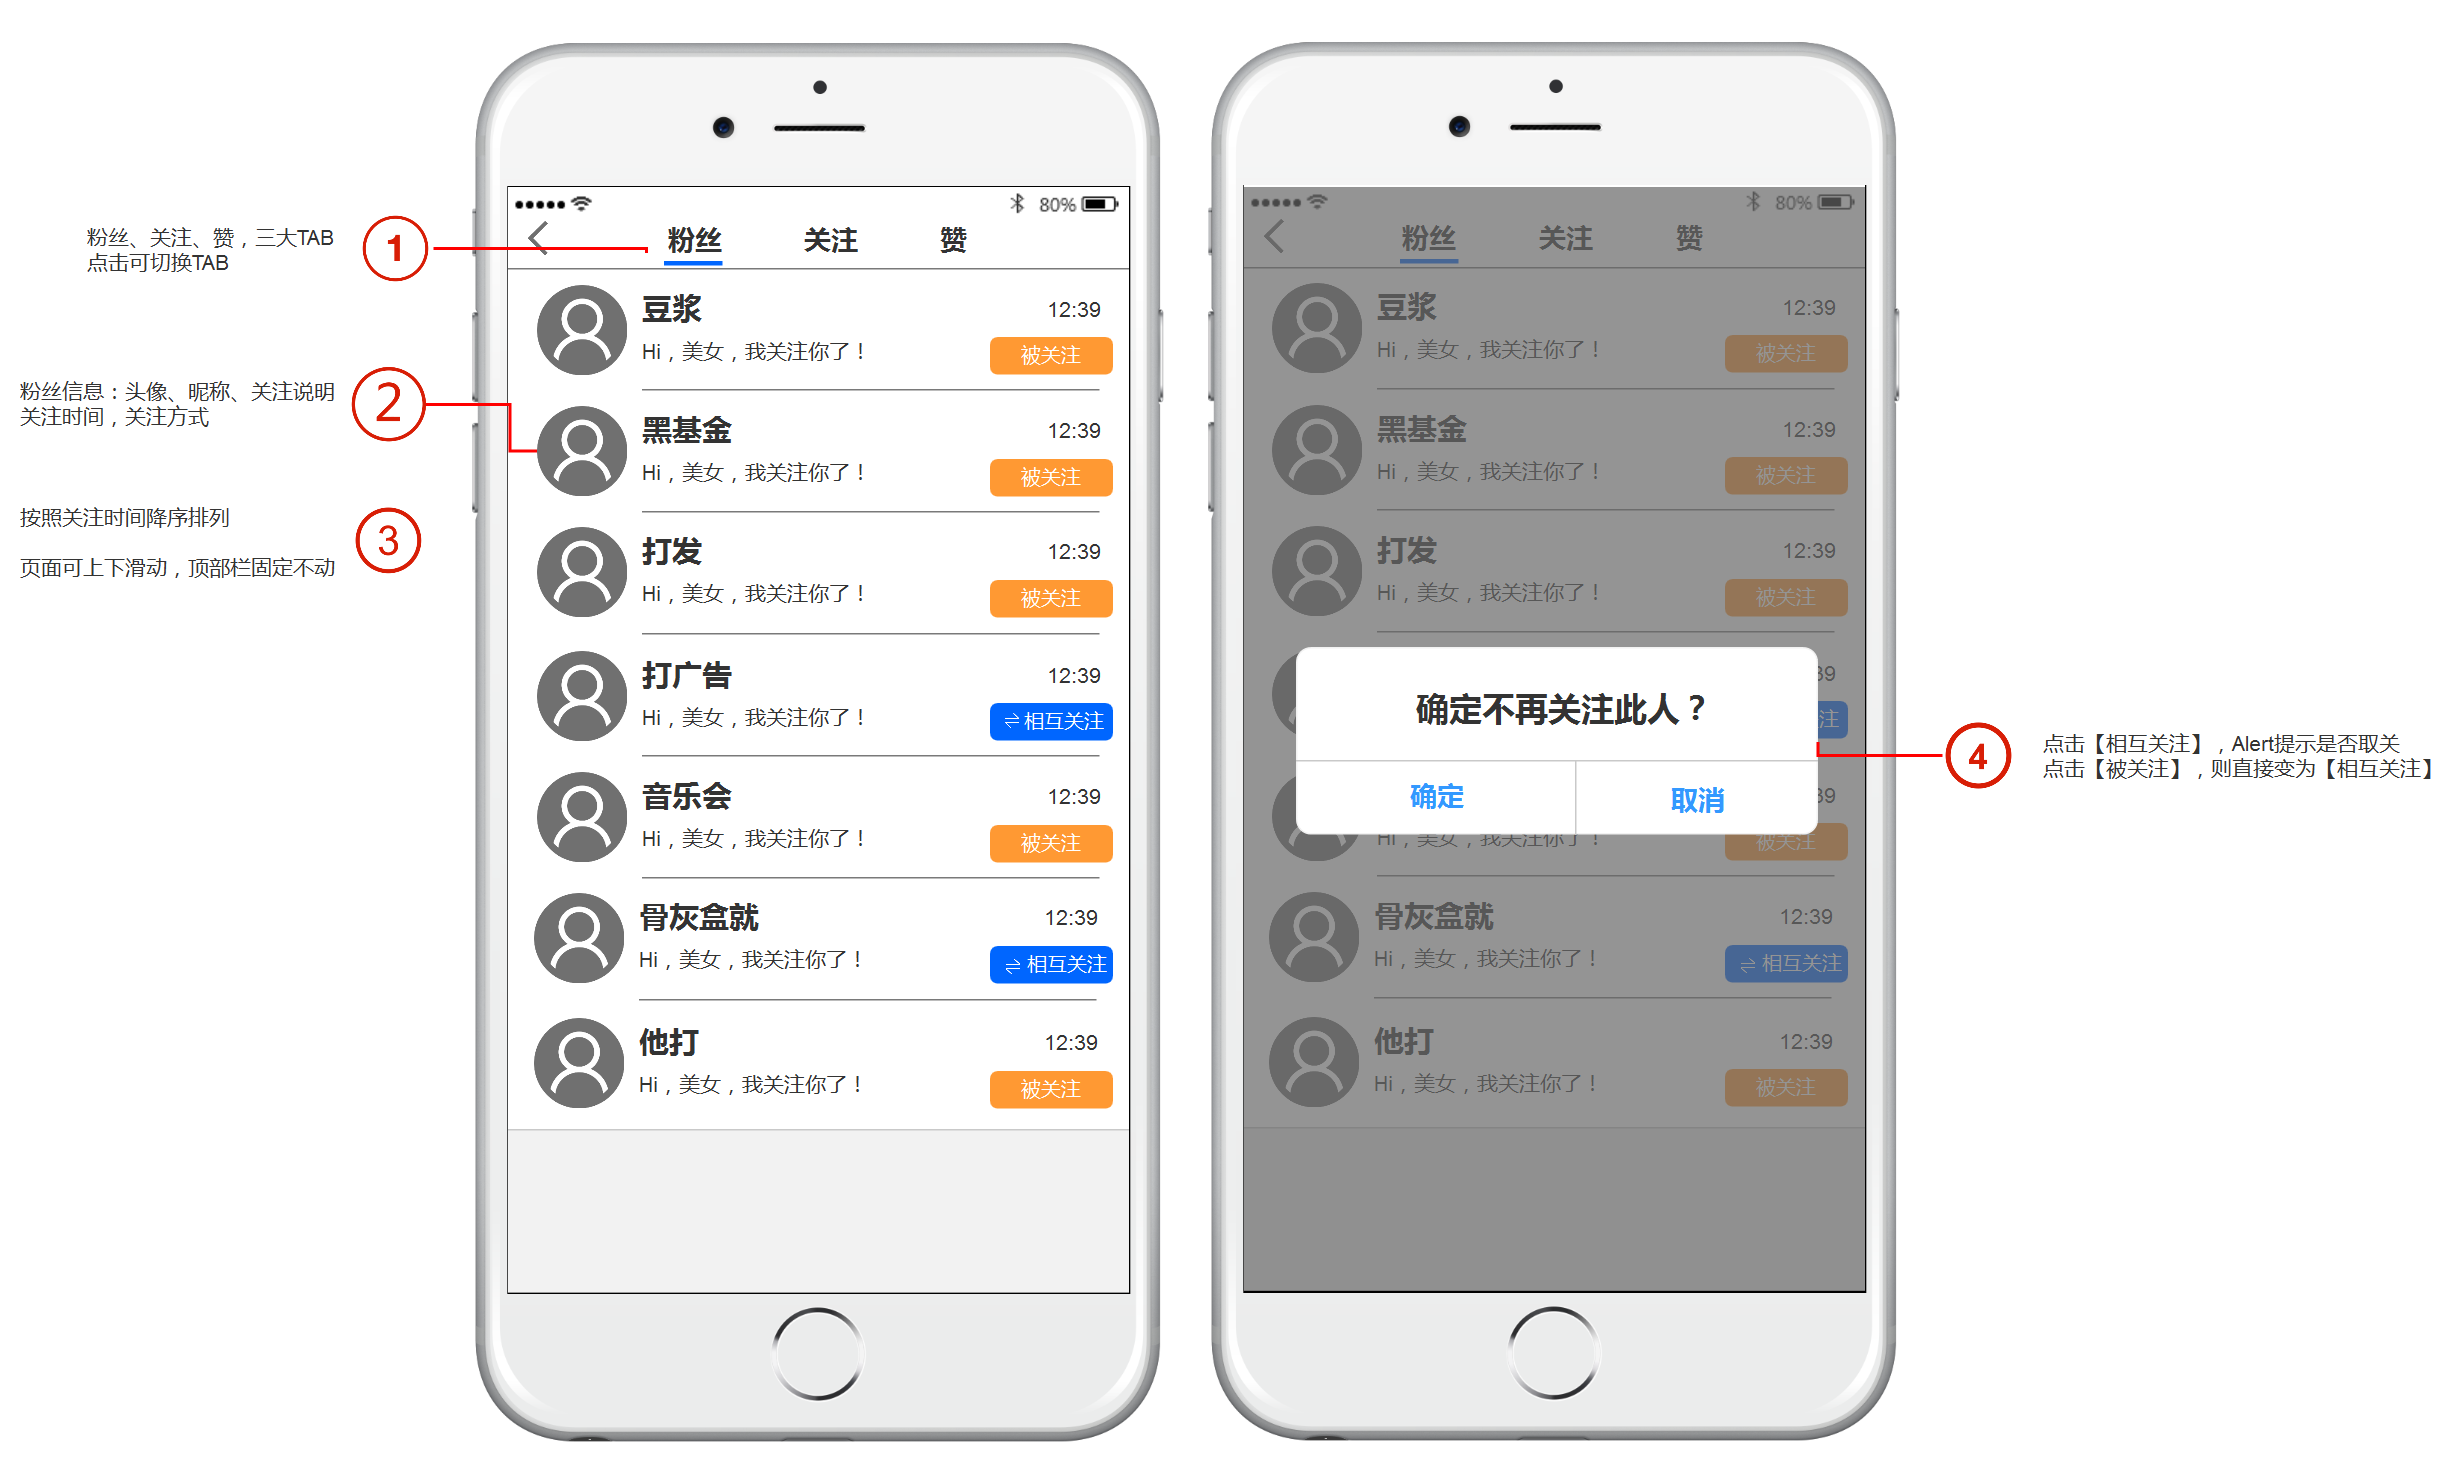 粉丝、关注、赞，三大TAB
点击可切换TAB
1
粉丝信息：头像、昵称、关注说明
关注时间，关注方式
2
按照关注时间降序排列
页面可上下滑动，顶部栏固定不动
3
80%
粉丝 关注 赞
豆浆 12:39
Hi，美女，我关注你了！ 被关注
黑基金 12:39
Hi，美女，我关注你了！ 被关注
打发 12:39
Hi，美女，我关注你了！ 被关注
打广告 12:39
Hi，美女，我关注你了！ 相互关注
音乐会 12:39
Hi，美女，我关注你了！ 被关注
骨灰盒就 12:39
Hi，美女，我关注你了！ 相互关注
他打 12:39
Hi，美女，我关注你了！ 被关注
80%
粉丝 关注 赞
豆浆 12:39
Hi，美女，我关注你了！ 被关注
黑基金 12:39
Hi，美女，我关注你了！ 被关注
打发 12:39
Hi，美女，我关注你了！ 被关注
39
注
确定不再关注此人？
确定 取消
39
Hi，美女，我关注你了！ 被关注
骨灰盒就 12:39
Hi，美女，我关注你了！ 相互关注
他打 12:39
Hi，美女，我关注你了！ 被关注
4
点击【相互关注】，Alert提示是否取关
点击【被关注】，则直接变为【相互关注】